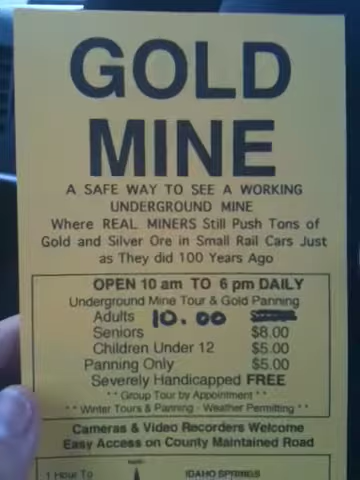 GOLD
MINE
A SAFE WAY TO SEE A WORKING
UNDERGROUND MINE
Where REAL MINERS Still Push Tons of
Gold and Silver Ore in Small Rail Cars Just
as They did 100 Years Ago
OPEN 10 am TO 6 pm DAILY
Underground Mine Tour & Gold Panning
Adults 10.00
Seniors $8.00
Children Under 12 $5.00
Panning Only $5.00
Severely Handicapped FREE
** Group Tour by Appointment **
** Winter Tours & Panning - Weather Permitting **
Cameras & Video Recorders Welcome
Easy Access on County Maintained Road
1 Hour To IDAHO SPRINGS